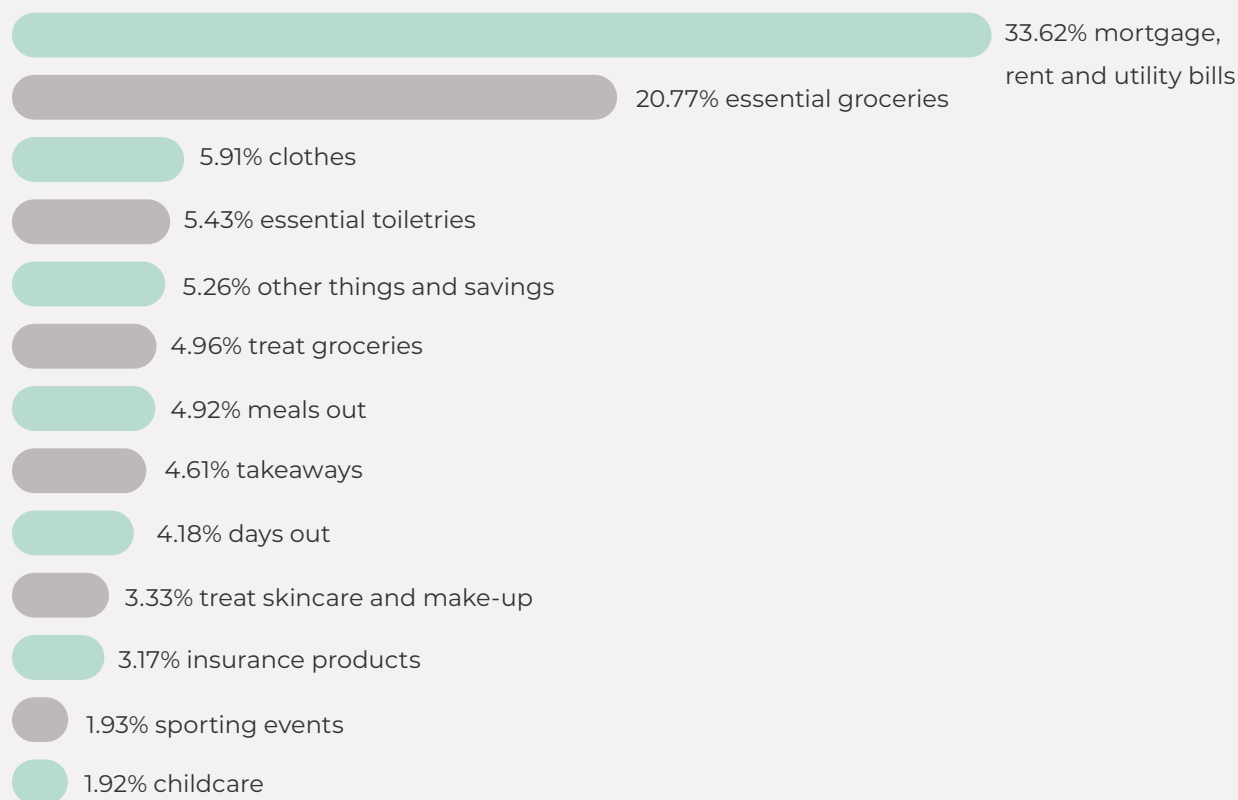 33.62% mortgage,
rent and utility bills
20.77% essential groceries
5.91% clothes
5.43% essential toiletries
5.26% other things and savings
4.96% treat groceries
4.92% meals out
4.61% takeaways
4.18% days out
3.33% treat skincare and make-up
3.17% insurance products
1.93% sporting events
1.92% childcare